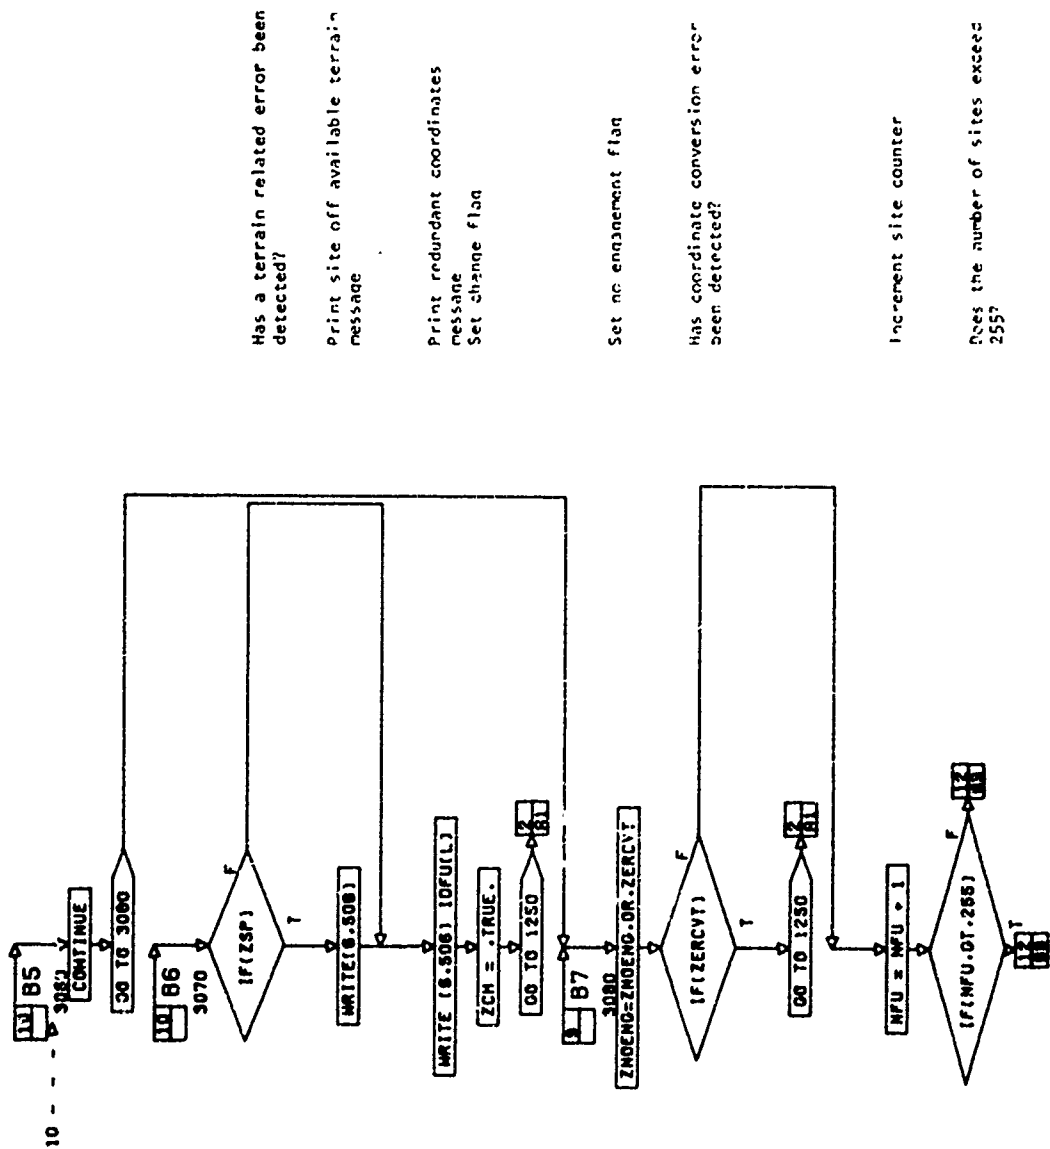 B5
CONTINUE
GO TO 3080
10 - - -
B6
3070
IF(ZSP)
F
T
Has a terrain related error been
detected?
WRITE(6,508)
Print site off available terrain
message
WRITE (6,506) IDFU(L)
Print redundant coordinates
message
ZCH = .TRUE.
Set change flag
GO TO 1250
B7
3080
ZNOENG=ZNOENG.OR.ZERCVT
Set no engagement flag
IF(ZERCVT)
F
T
Has coordinate conversion error
been detected?
GO TO 1250
NFU = NFU + 1
Increment site counter
IF(NFU.GT.255)
F
T
Does the number of sites exceed
255?